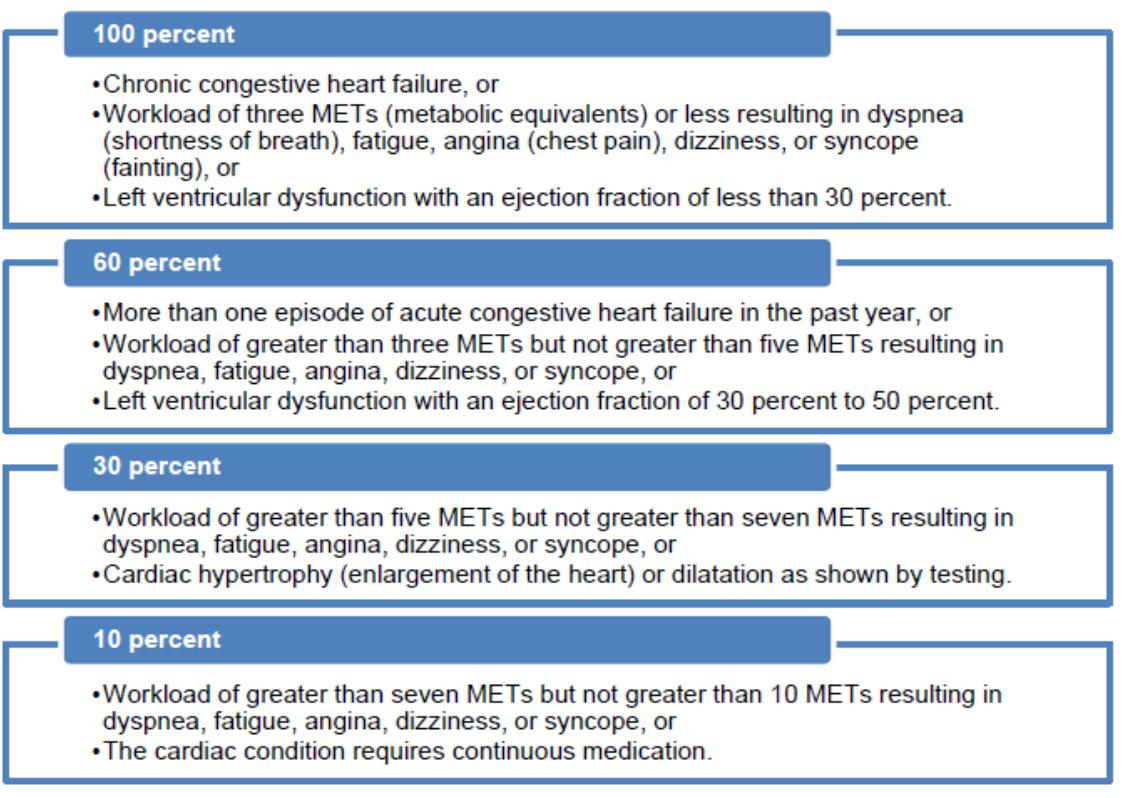 100 percent
•Chronic congestive heart failure, or
•Workload of three METs (metabolic equivalents) or less resulting in dyspnea
(shortness of breath), fatigue, angina (chest pain), dizziness, or syncope
(fainting), or
•Left ventricular dysfunction with an ejection fraction of less than 30 percent.
60 percent
•More than one episode of acute congestive heart failure in the past year, or
•Workload of greater than three METs but not greater than five METs resulting in
dyspnea, fatigue, angina, dizziness, or syncope, or
•Left ventricular dysfunction with an ejection fraction of 30 percent to 50 percent.
30 percent
•Workload of greater than five METs but not greater than seven METs resulting in
dyspnea, fatigue, angina, dizziness, or syncope, or
•Cardiac hypertrophy (enlargement of the heart) or dilatation as shown by testing.
10 percent
•Workload of greater than seven METs but not greater than 10 METs resulting in
dyspnea, fatigue, angina, dizziness, or syncope, or
•The cardiac condition requires continuous medication.